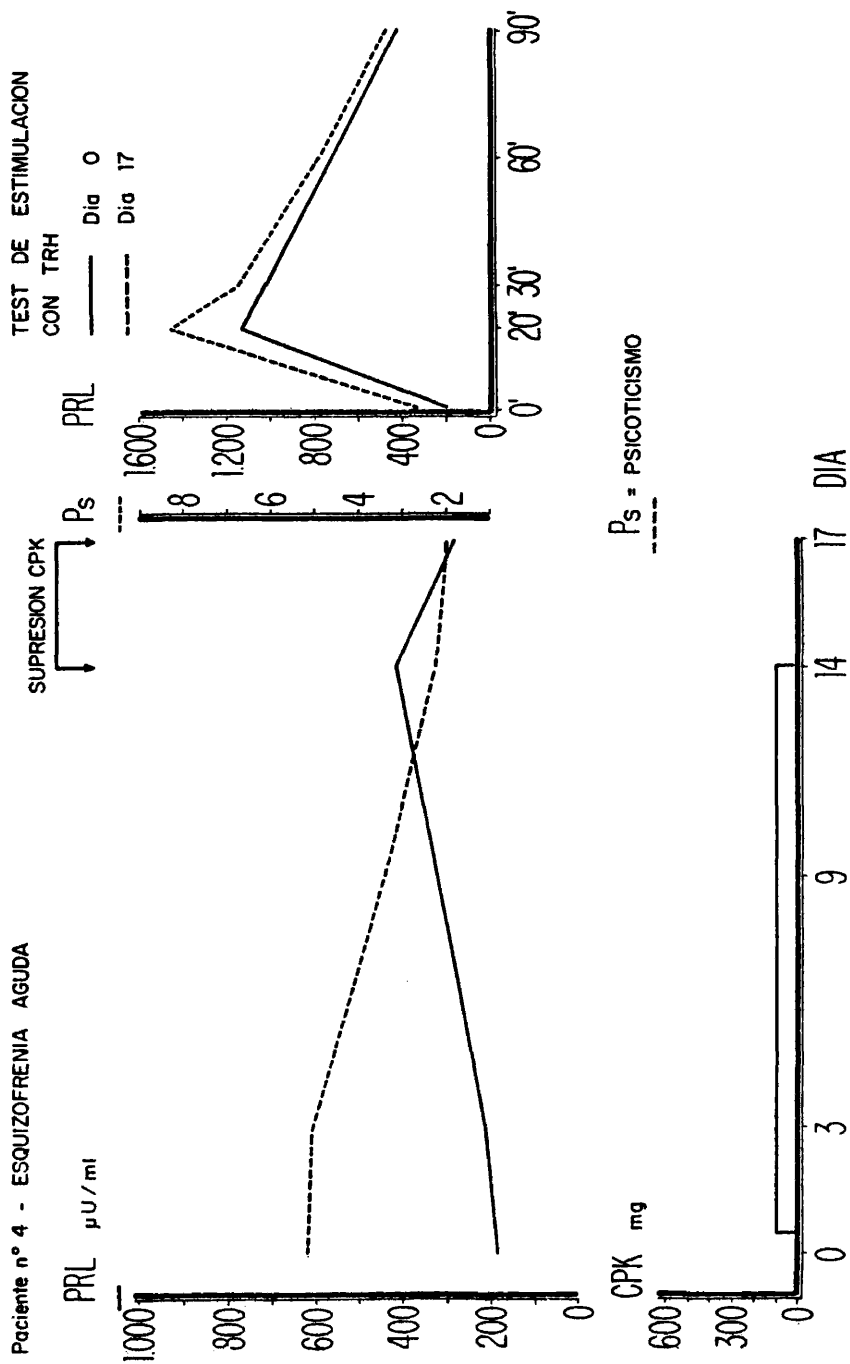 Paciente nº 4 - ESQUIZOFRENIA AGUDA
PRL µU/ml
1.000
800
600
400
200
0
SUPRESION CPK
Ps
8
6
4
2
TEST DE ESTIMULACION
CON TRH
Dia 0
Dia 17
PRL
1.600
1.200
800
400
0
0' 20' 30' 60' 90'
Ps = PSICOTICISMO
CPK mg
600
300
0
0 3 9 14 17 DIA